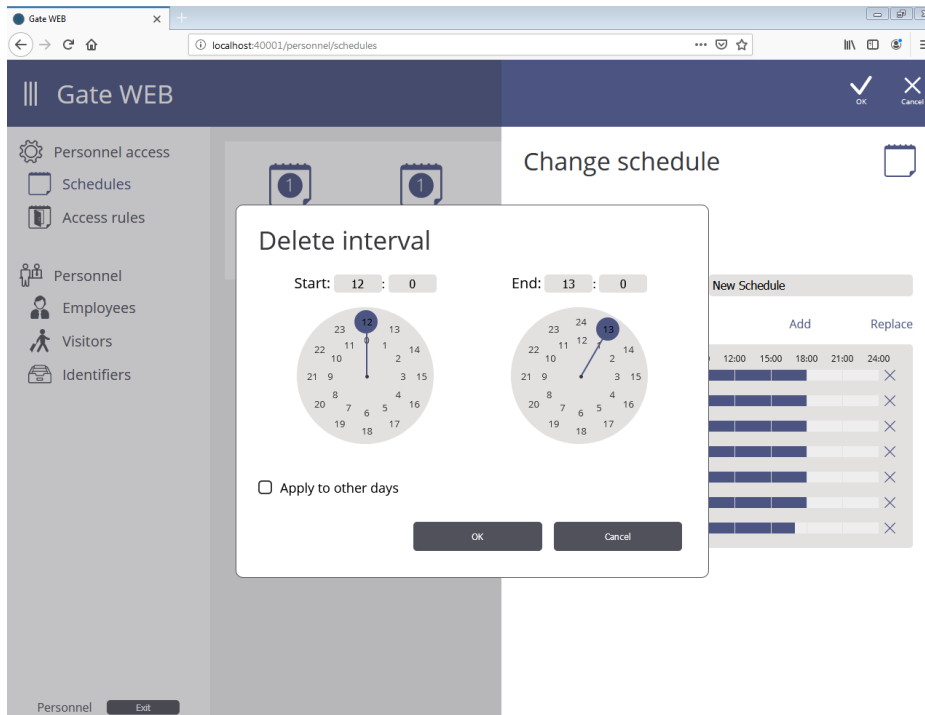 Gate WEB
localhost:40001/personnel/schedules
Gate WEB
OK
Cancel
Personnel access
Schedules
Access rules
Personnel
Employees
Visitors
Identifiers
1
1
Change schedule
New Schedule
Add Replace
12:00 15:00 18:00 21:00 24:00
Delete interval
Start: 12 : 0
End: 13 : 0
12
23 13
0
11 1
22 14
10 2
21 9 3 15
8 4
20 16
7 5
6
19 17
18
24
23 13
12
11 1
22 14
10 2
21 9 3 15
8 4
20 16
7 5
6
19 17
18
Apply to other days
OK Cancel
Personnel Exit